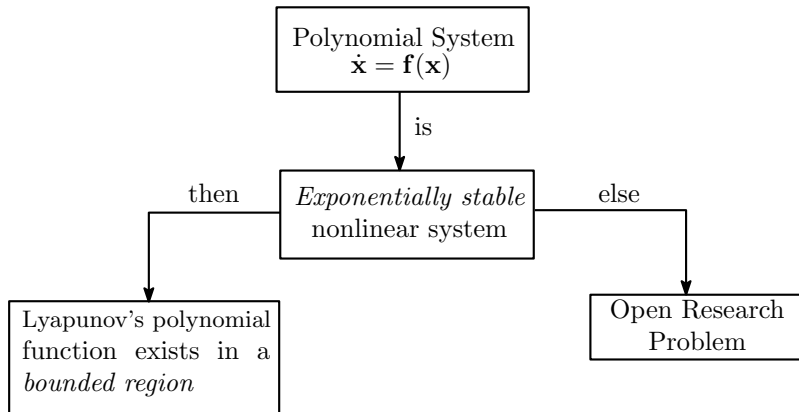 Polynomial System
ẋ = f(x)
is
then
Exponentially stable
nonlinear system
else
Lyapunov's polynomial
function exists in a
bounded region
Open Research
Problem